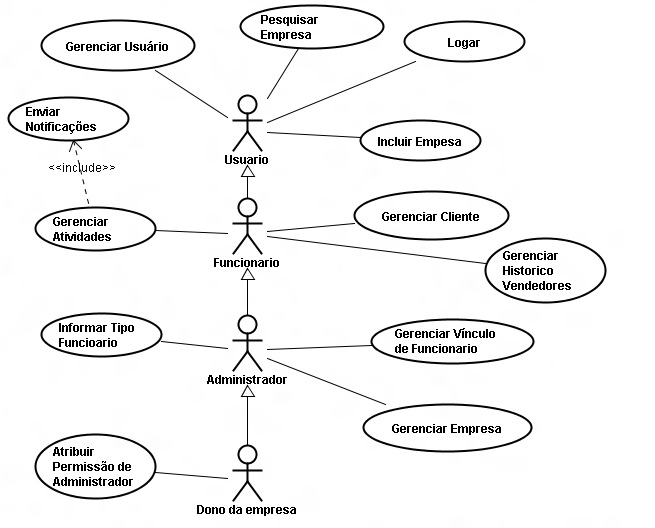 Pesquisar
Empresa
Gerenciar Usuário
Logar
Enviar
Notificações
Incluir Empesa
Usuario
<<include>>
Gerenciar
Atividades
Gerenciar Cliente
Funcionario
Gerenciar
Historico
Vendedores
Informar Tipo
Funcioario
Gerenciar Vínculo
de Funcionario
Administrador
Gerenciar Empresa
Atribuir
Permissão de
Administrador
Dono da empresa